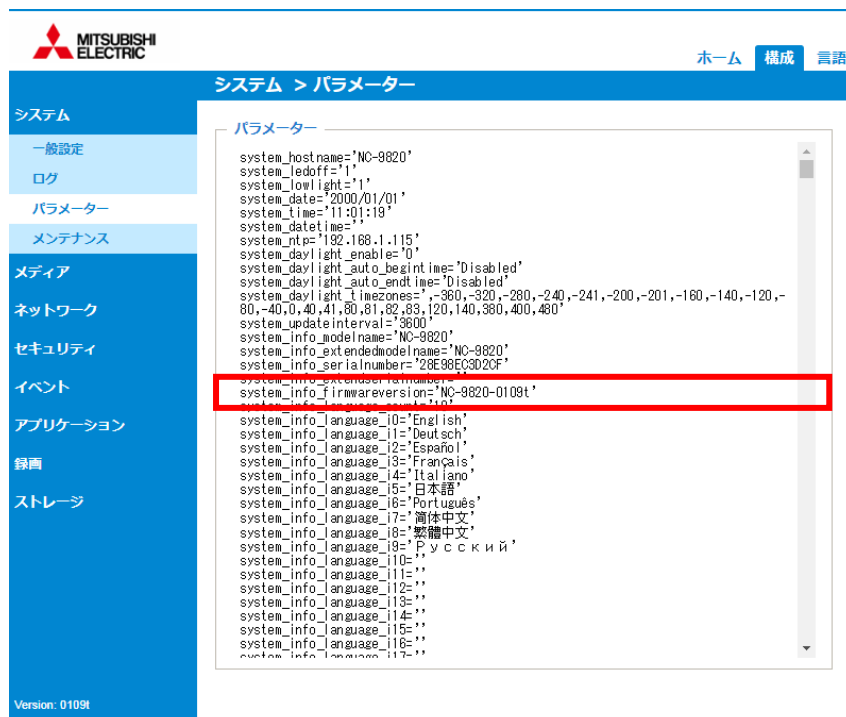 MITSUBISHI
ELECTRIC
ホーム 構成 言語
システム > パラメーター
システム
一般設定
ログ
パラメーター
メンテナンス
メディア
ネットワーク
セキュリティ
イベント
アプリケーション
録画
ストレージ
Version: 0109t
パラメーター
system_hostname='NC-9820'
system_ledoff='1'
system_lowlight='1'
system_date='2000/01/01'
system_time='11:01:19'
system_datetime=''
system_ntp='192.168.1.115'
system_daylight_enable='0'
system_daylight_auto_begintime='Disabled'
system_daylight_auto_endtime='Disabled'
system_daylight_timezones=',-360,-320,-280,-240,-241,-200,-201,-160,-140,-120,-
80,-40,0,40,41,80,81,82,83,120,140,380,400,480'
system_updateinterval='3600'
system_info_modelname='NC-9820'
system_info_extendedmodelname='NC-9820'
system_info_serialnumber='28E98EC3D2CF'
system_info_extendserialnumber=''
system_info_firmwareversion='NC-9820-0109t'
system_info_language_count='19'
system_info_language_i0='English'
system_info_language_i1='Deutsch'
system_info_language_i2='Español'
system_info_language_i3='Français'
system_info_language_i4='Italiano'
system_info_language_i5='日本語'
system_info_language_i6='Português'
system_info_language_i7='简体中文'
system_info_language_i8='繁體中文'
system_info_language_i9='Русский'
system_info_language_i10=''
system_info_language_i11=''
system_info_language_i12=''
system_info_language_i13=''
system_info_language_i14=''
system_info_language_i15=''
system_info_language_i16=''
system_info_language_i17=''